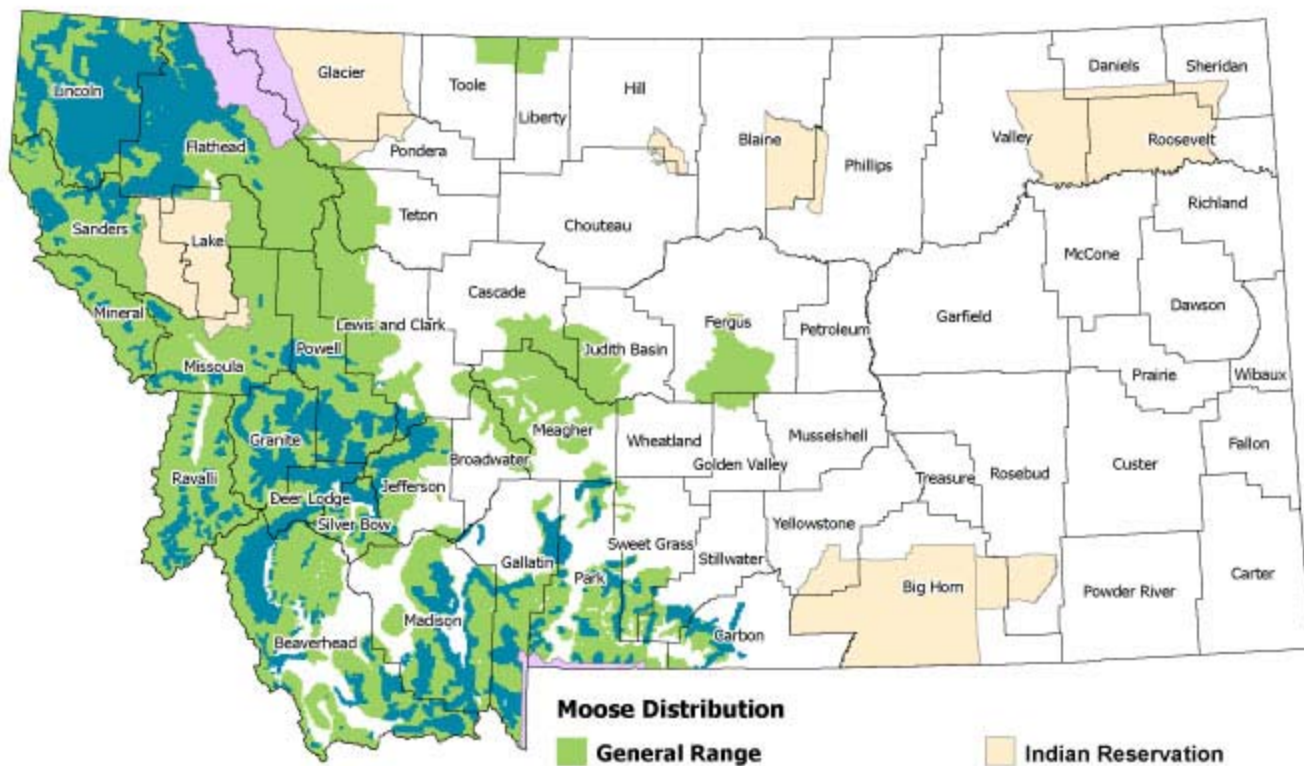 Daniels
Sheridan
Glacier
Toole
Hill
Lincoln
Liberty
Blaine
Valley
Roosevelt
Flathead
Pondera
Phillips
Teton
Richland
Chouteau
Sanders
Lake
McCone
Cascade
Dawson
Mineral
Lewis and Clark
Fergus
Petroleum
Garfield
Judith Basin
Powell
Missoula
Prairie
Wibaux
Granite
Meagher
Wheatland
Musselshell
Fallon
Broadwater
Golden Valley
Ravalli
Jefferson
Treasure
Rosebud
Custer
Deer Lodge
Silver Bow
Yellowstone
Sweet Grass
Stillwater
Gallatin
Park
Carter
Big Horn
Powder River
Madison
Beaverhead
Carbon
Moose Distribution
General Range
Indian Reservation